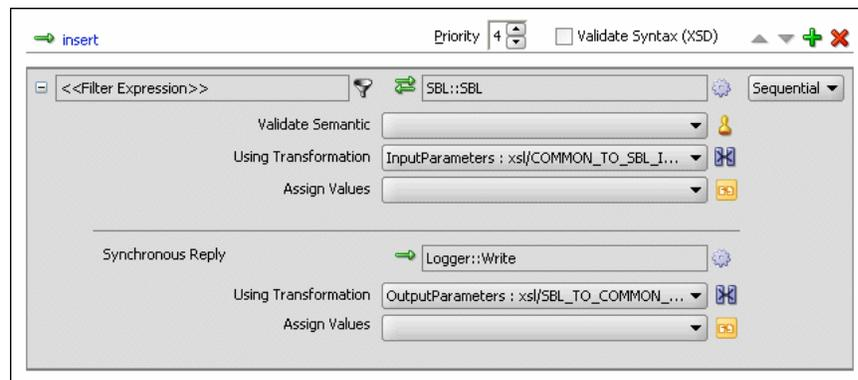 insert Priority 4 Validate Syntax (XSD)
<<Filter Expression>> SBL::SBL Sequential
Validate Semantic
Using Transformation InputParameters : xsl/COMMON_TO_SBL_I...
Assign Values
Synchronous Reply Logger::Write
Using Transformation OutputParameters : xsl/SBL_TO_COMMON_...
Assign Values